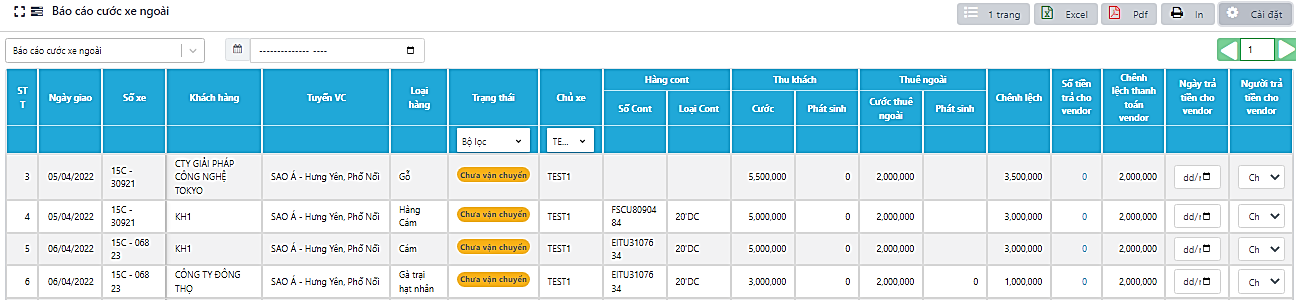 Báo cáo cước xe ngoài
1 trang
Excel
Pdf
In
Cài đặt
Báo cáo cước xe ngoài
1
STT
Ngày giao
Số xe
Khách hàng
Tuyến VC
Loại hàng
Trạng thái
Chủ xe
Hàng cont
Số Cont
Loại Cont
Thu khách
Cước
Phát sinh
Thuê ngoài
Cước thuê ngoài
Phát sinh
Chênh lệch
Số tiền trả cho vendor
Chênh lệch thanh toán vendor
Ngày trả tiền cho vendor
Người trả tiền cho vendor
Bộ lọc
TE...
3 05/04/2022 15C - 30921 CTY GIẢI PHÁP CÔNG NGHỆ TOKYO SAO Á - Hưng Yên, Phố Nối Gỗ Chưa vận chuyển TEST1 5,500,000 0 2,000,000 3,500,000 0 2,000,000 dd/ Ch
4 05/04/2022 15C - 30921 KH1 SAO Á - Hưng Yên, Phố Nối Hàng Cám Chưa vận chuyển TEST1 FSCU8090484 20'DC 5,000,000 0 2,000,000 3,000,000 0 2,000,000 dd/ Ch
5 06/04/2022 15C - 06823 KH1 SAO Á - Hưng Yên, Phố Nối Cám Chưa vận chuyển TEST1 EITU3107634 20'DC 5,000,000 0 2,000,000 3,000,000 0 2,000,000 dd/ Ch
6 06/04/2022 15C - 06823 CÔNG TY ĐÔNG THỌ SAO Á - Hưng Yên, Phố Nối Gà trại hạt nhân Chưa vận chuyển TEST1 EITU3107634 20'DC 3,000,000 0 2,000,000 0 1,000,000 0 2,000,000 dd/ Ch